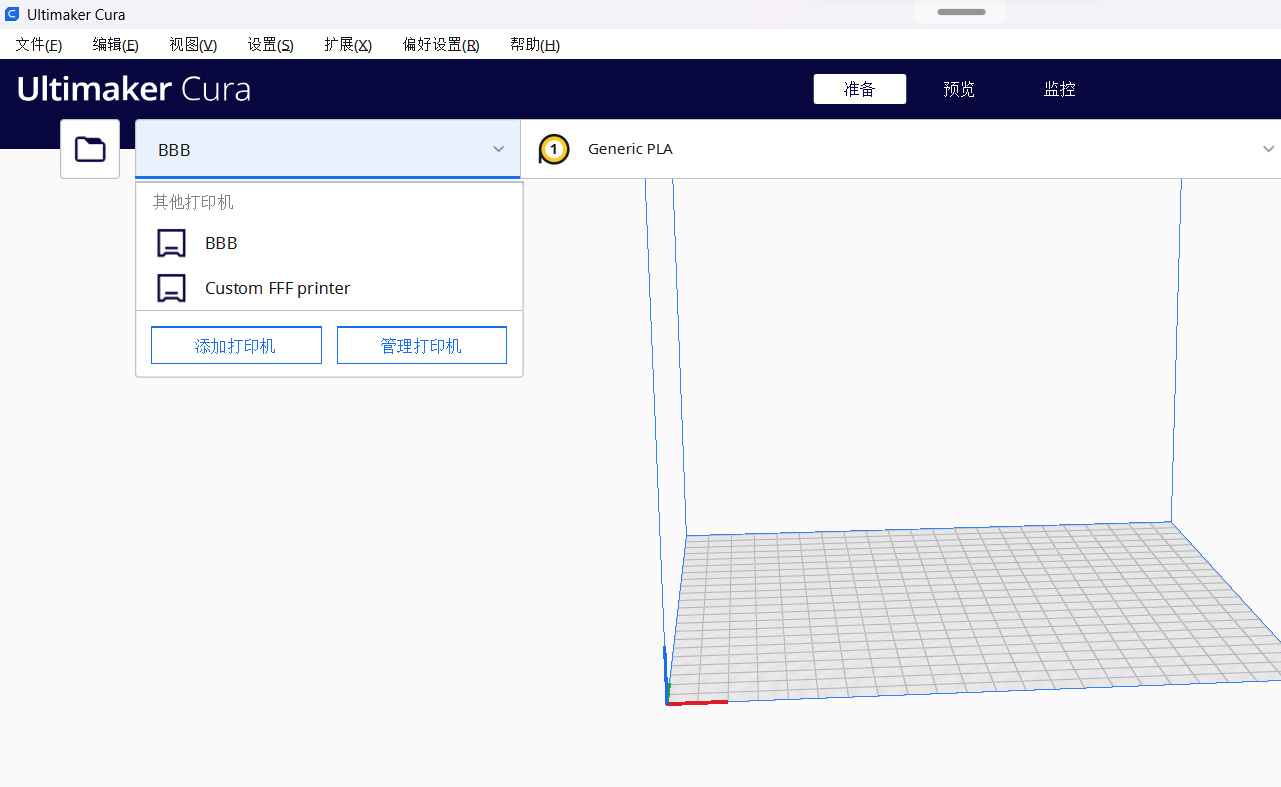 Ultimaker Cura
文件(F) 编辑(E) 视图(V) 设置(S) 扩展(X) 偏好设置(R) 帮助(H)
Ultimaker Cura 准备 预览 监控
BBB 1 Generic PLA
其他打印机
BBB
Custom FFF printer
添加打印机 管理打印机